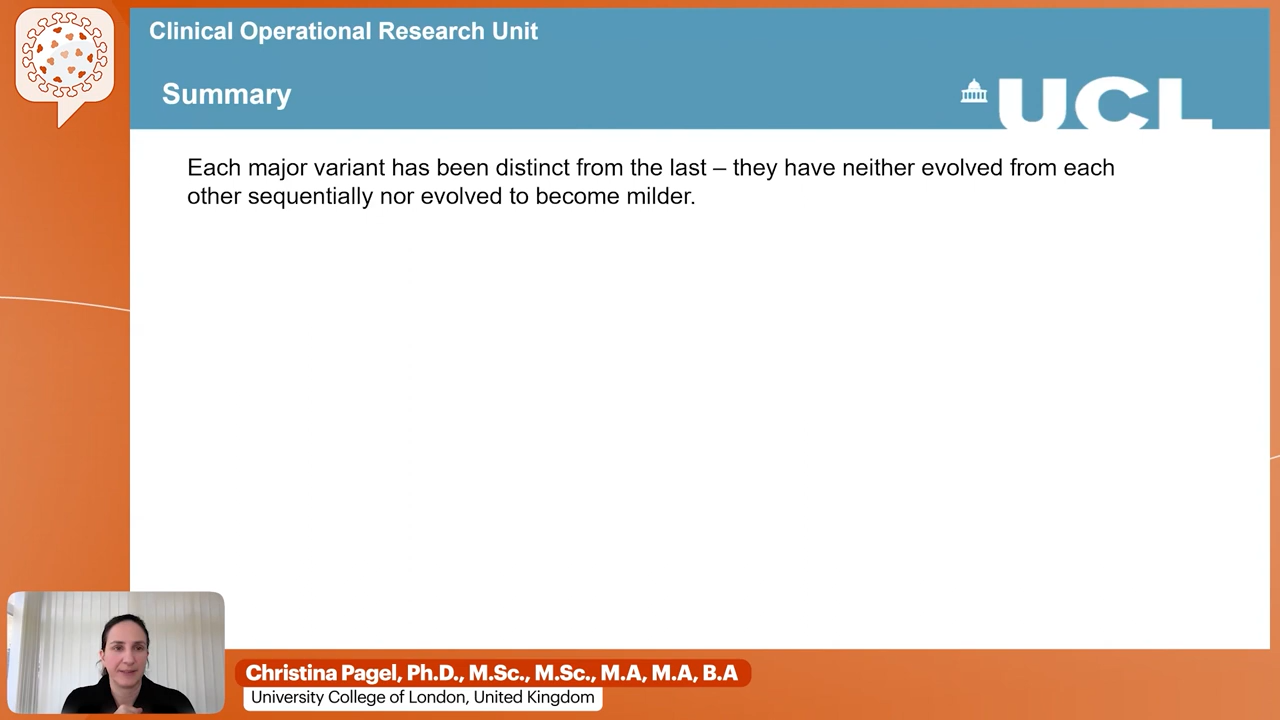 Clinical Operational Research Unit
Summary
UCL
Each major variant has been distinct from the last – they have neither evolved from each
other sequentially nor evolved to become milder.
Christina Pagel, Ph.D., M.Sc., M.Sc., M.A, M.A, B.A
University College of London, United Kingdom